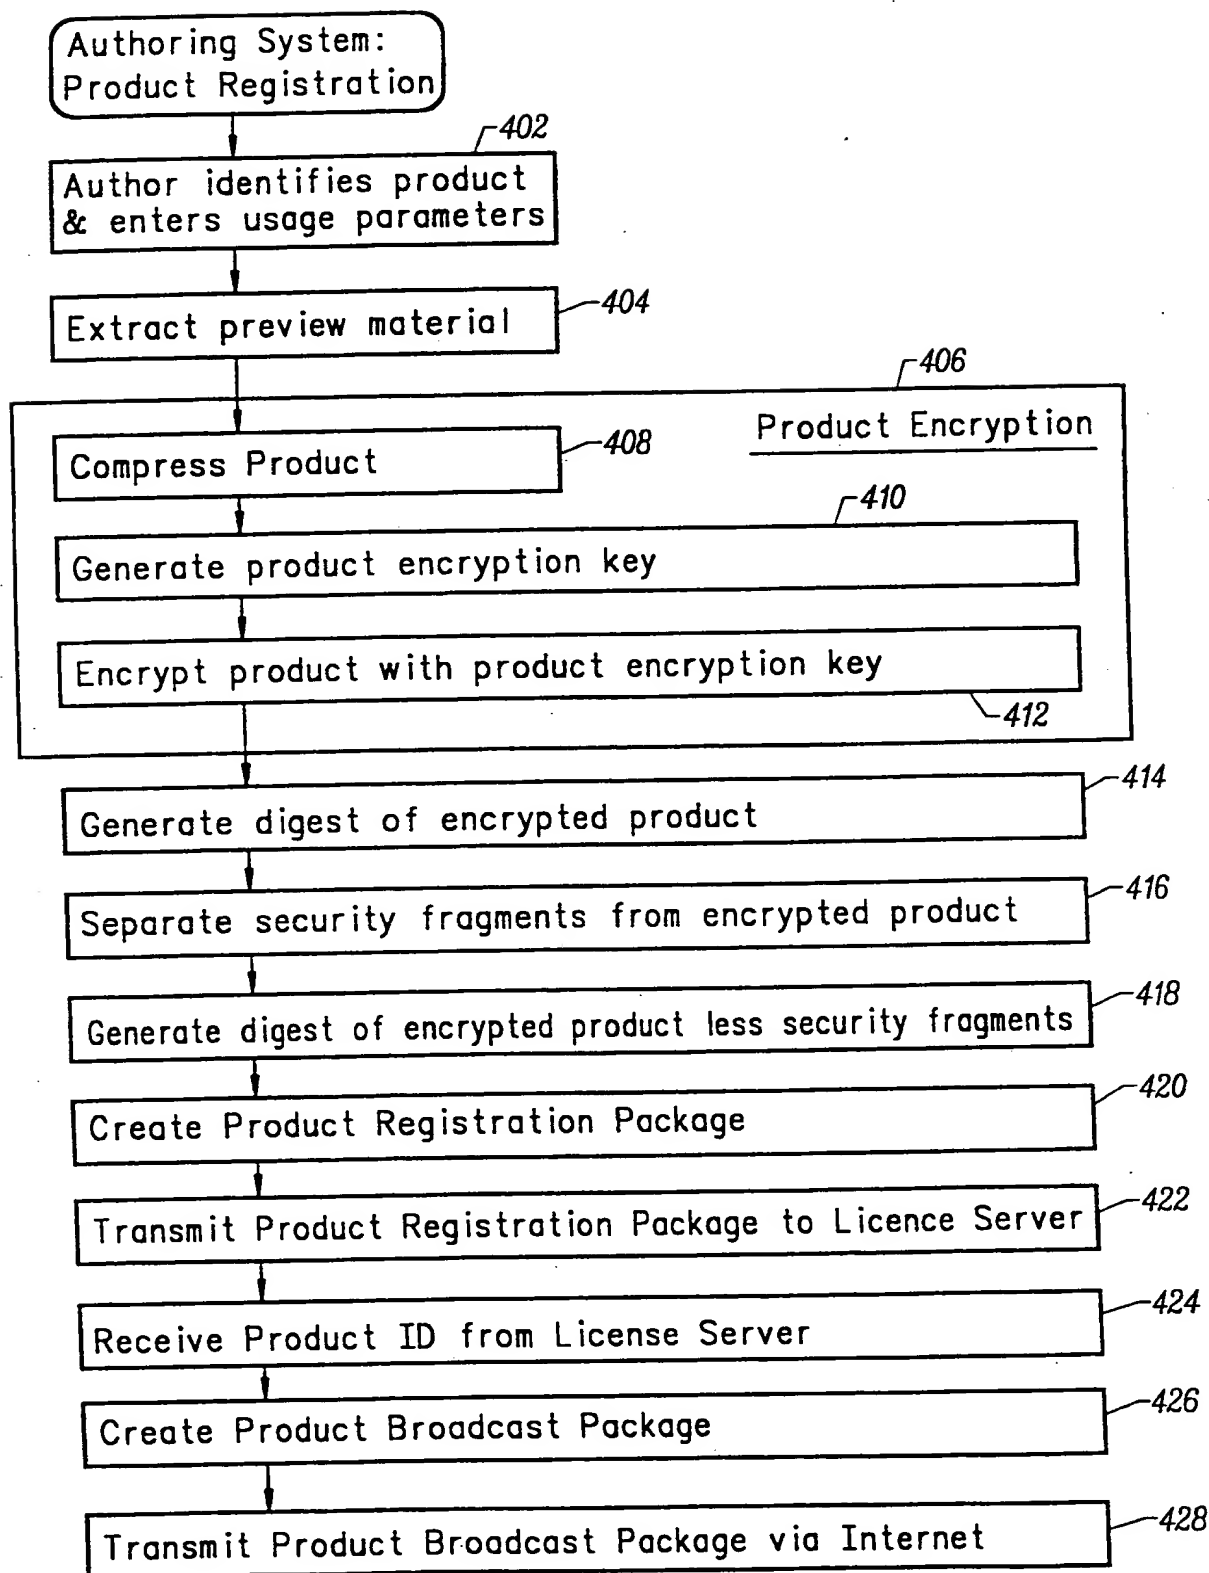 Authoring System:
Product Registration
402
Author identifies product
& enters usage parameters
404
Extract preview material
406
Product Encryption
408
Compress Product
410
Generate product encryption key
Encrypt product with product encryption key
412
414
Generate digest of encrypted product
416
Separate security fragments from encrypted product
418
Generate digest of encrypted product less security fragments
420
Create Product Registration Package
422
Transmit Product Registration Package to Licence Server
424
Receive Product ID from License Server
426
Create Product Broadcast Package
428
Transmit Product Broadcast Package via Internet